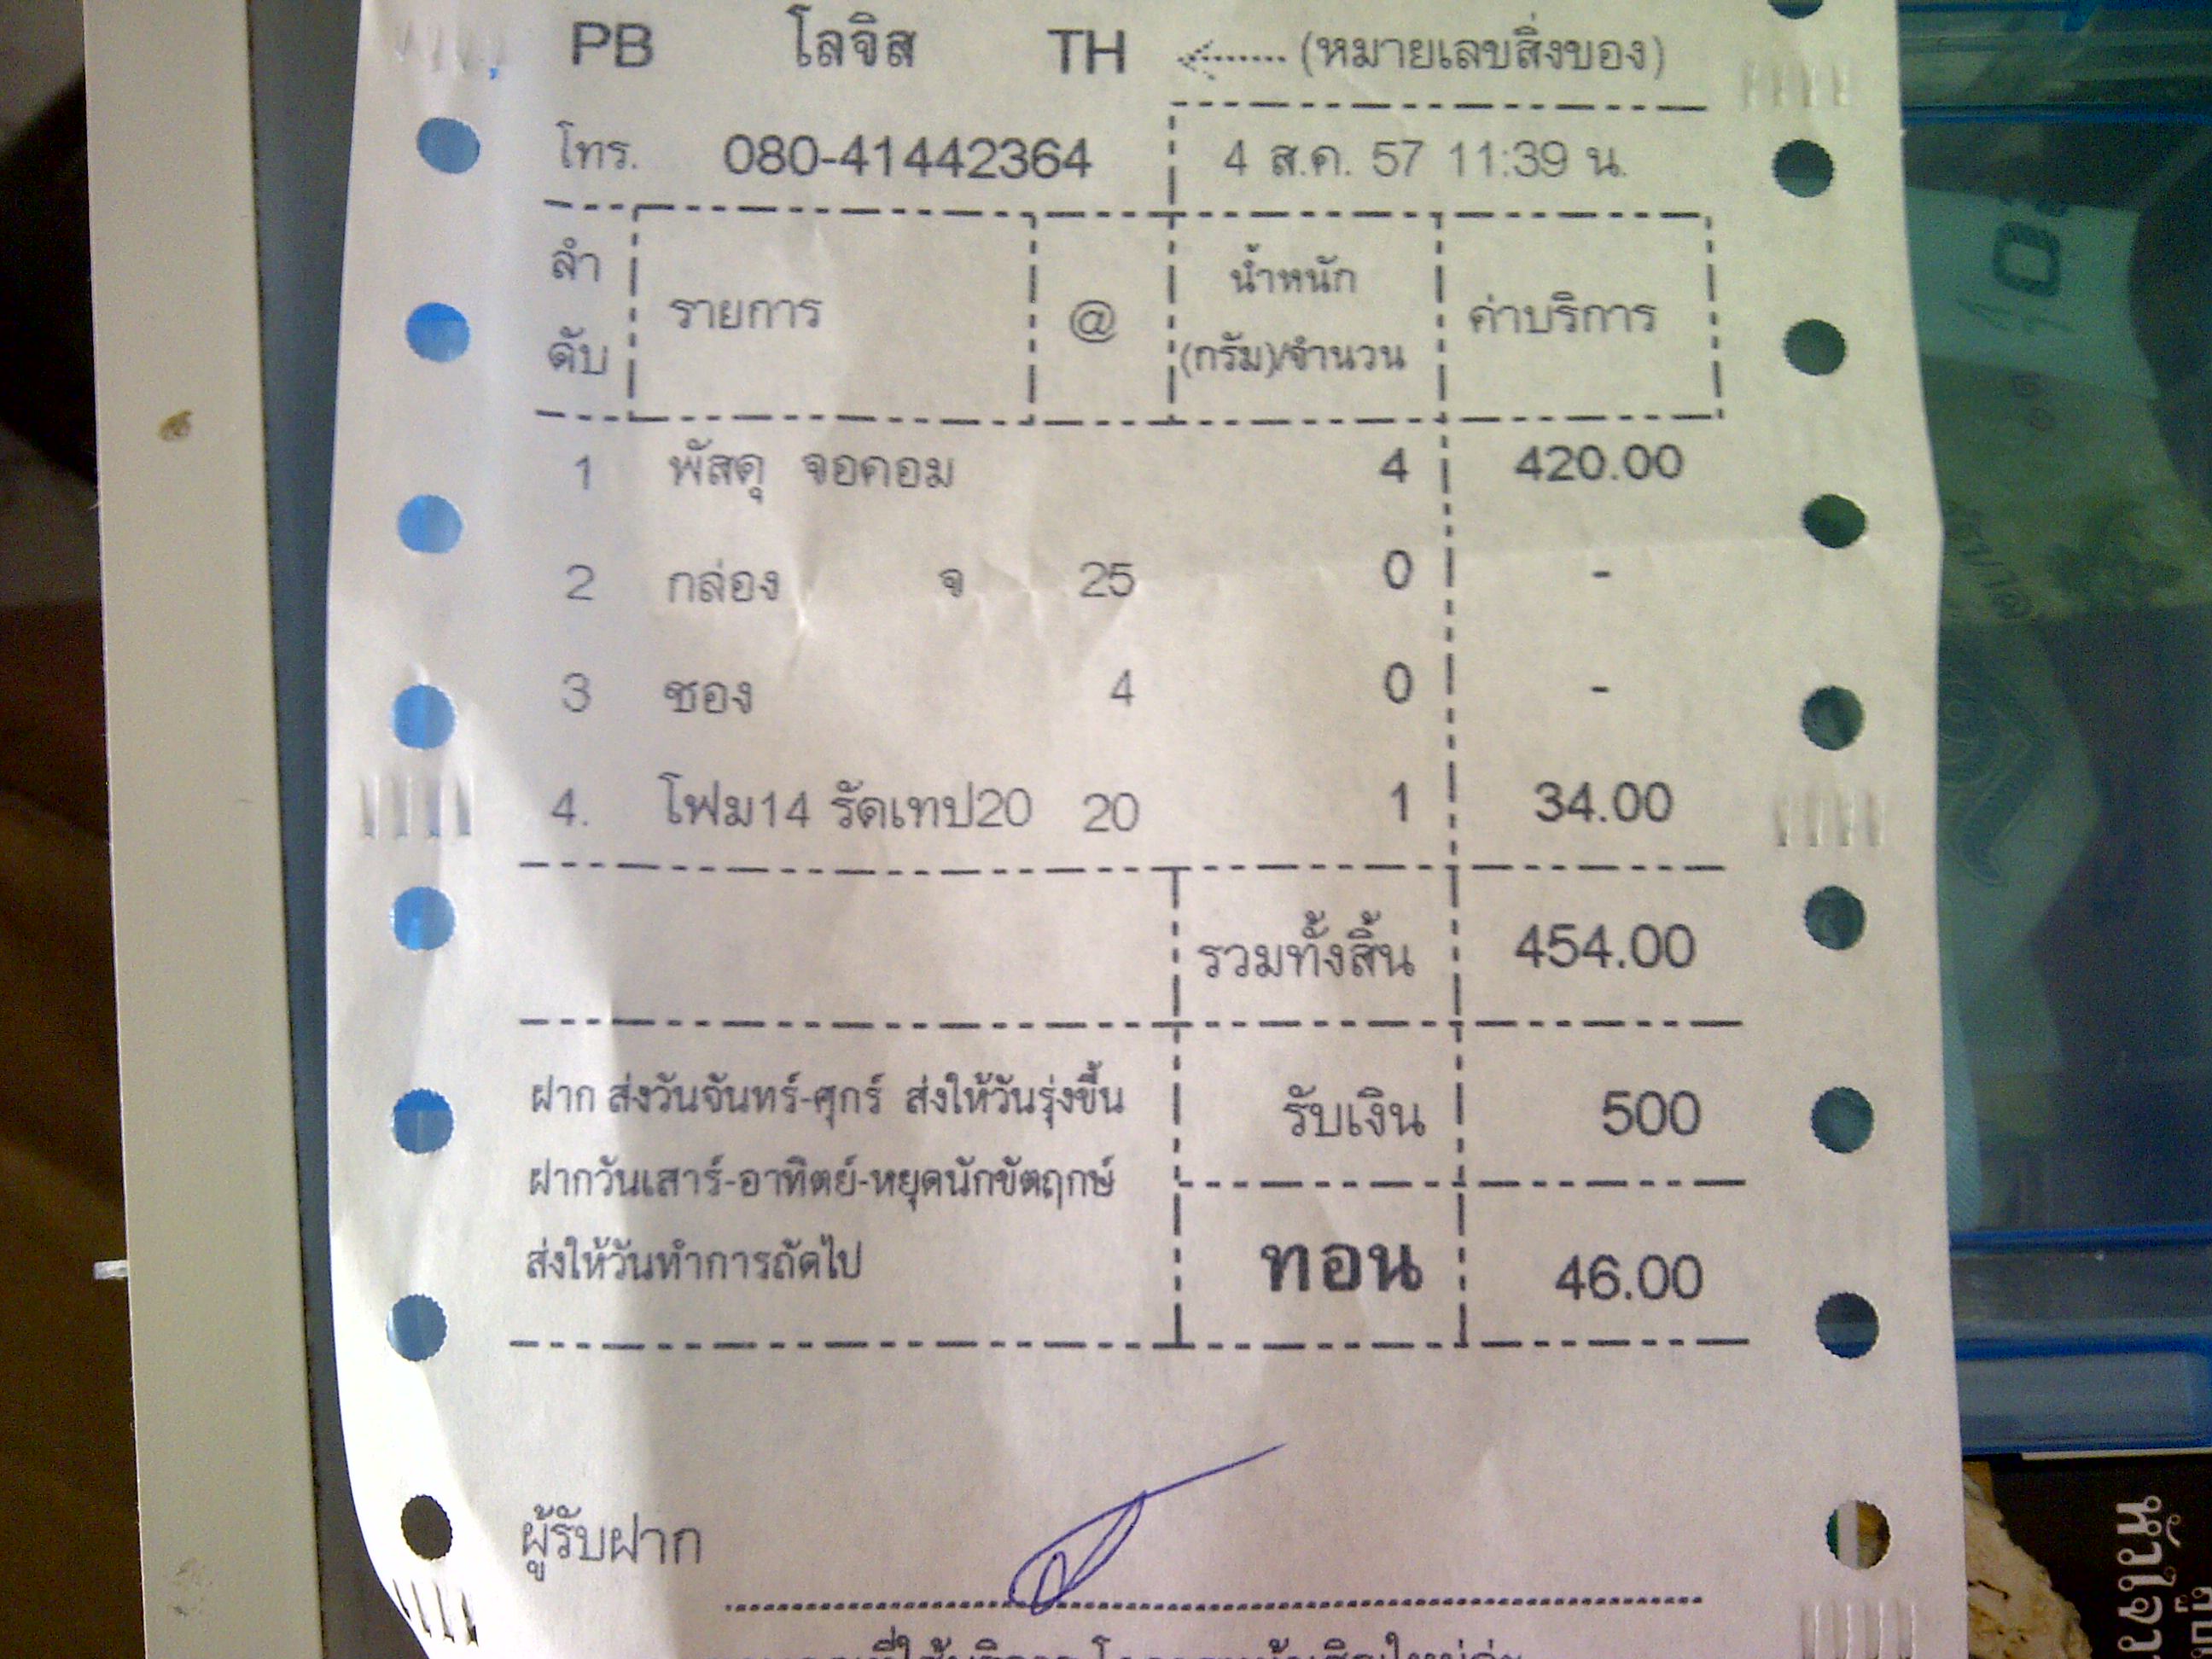 PB โลจิส TH <------- (หมายเลขสิ่งของ)
โทร. 080-41442364 4 ส.ค. 57 11:39 น.
ลำดับ รายการ @ น้ำหนัก (กรัม)/จำนวน ค่าบริการ
1 พัสดุ จอคอม 4 420.00
2 กล่อง จ 25 0 -
3 ซอง 4 0 -
4. โฟม14 รัดเทป20 20 1 34.00
รวมทั้งสิ้น 454.00
ฝาก ส่งวันจันทร์-ศุกร์ ส่งให้วันรุ่งขึ้น
รับเงิน 500
ฝากวันเสาร์-อาทิตย์-หยุดนักขัตฤกษ์
ส่งให้วันทำการถัดไป
ทอน 46.00
ผู้รับฝาก
หัวใจ